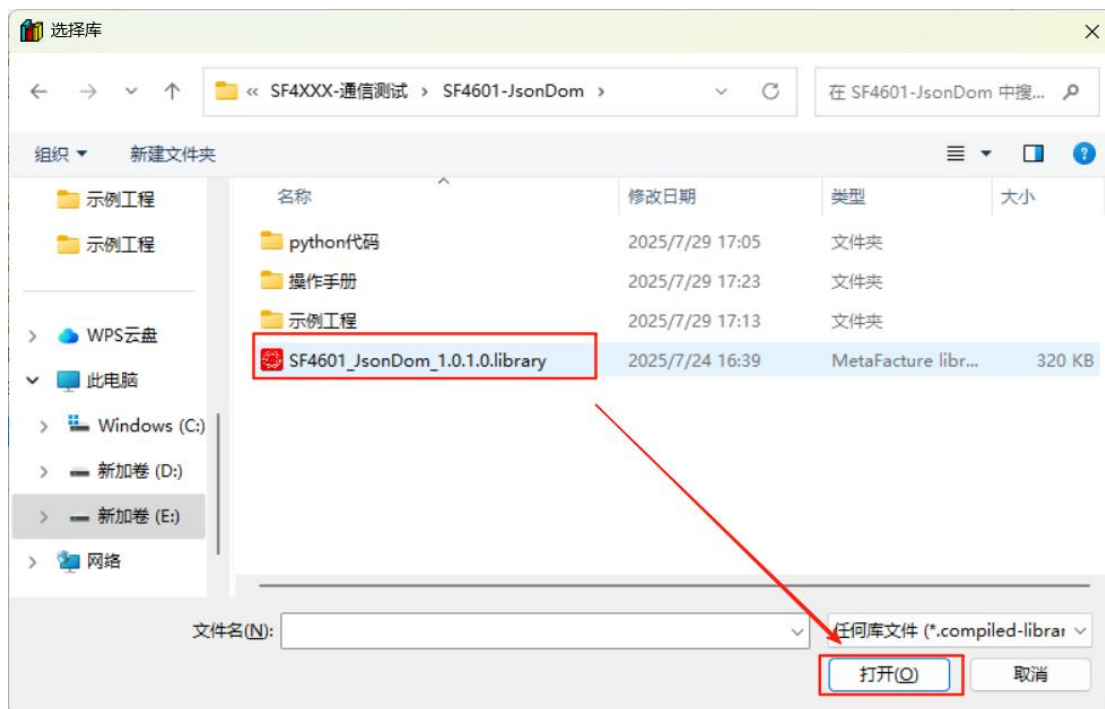 选择库
« SF4XXX-通信测试 › SF4601-JsonDom ›
在 SF4601-JsonDom 中搜...
组织 新建文件夹
名称 修改日期 类型 大小
示例工程
示例工程
python代码 2025/7/29 17:05 文件夹
操作手册 2025/7/29 17:23 文件夹
示例工程 2025/7/29 17:13 文件夹
SF4601_JsonDom_1.0.1.0.library 2025/7/24 16:39 MetaFacture libr... 320 KB
WPS云盘
此电脑
Windows (C:)
新加卷 (D:)
新加卷 (E:)
网络
文件名(N):
任何库文件 (*.compiled-librar
打开(O) 取消